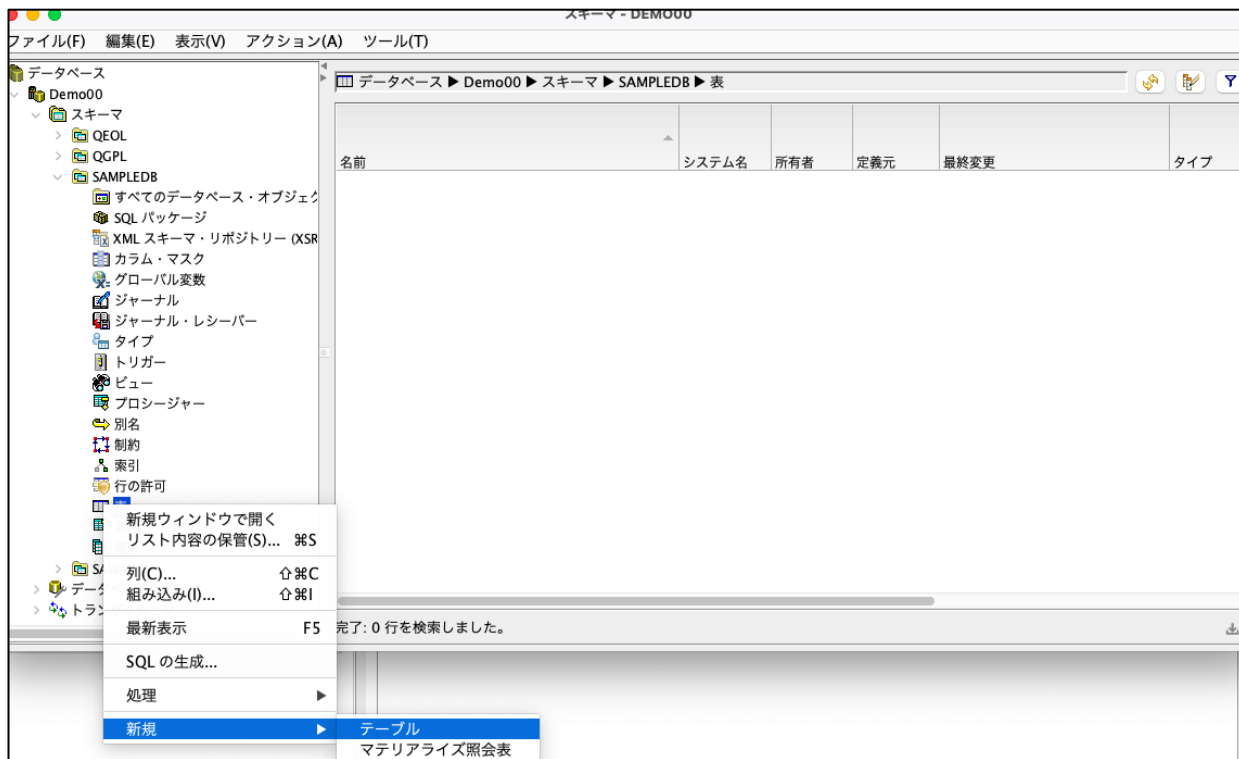 スキーマ - DEMO00
ファイル(F) 編集(E) 表示(V) アクション(A) ツール(T)
データベース
Demo00
スキーマ
QEOL
QGPL
SAMPLEDB
すべてのデータベース・オブジェク
SQL パッケージ
XML スキーマ・リポジトリー (XSR
カラム・マスク
グローバル変数
ジャーナル
ジャーナル・レシーバー
タイプ
トリガー
ビュー
プロシージャー
別名
制約
索引
行の許可
データベース ▶ Demo00 ▶ スキーマ ▶ SAMPLEDB ▶ 表
名前 システム名 所有者 定義元 最終変更 タイプ
完了: 0 行を検索しました。
新規ウィンドウで開く
リスト内容の保管(S)... ⌘S
列(C)... ⇧⌘C
組み込み(I)... ⇧⌘I
最新表示 F5
SQL の生成...
処理 ▶
新規 ▶
テーブル
マテリアライズ照会表